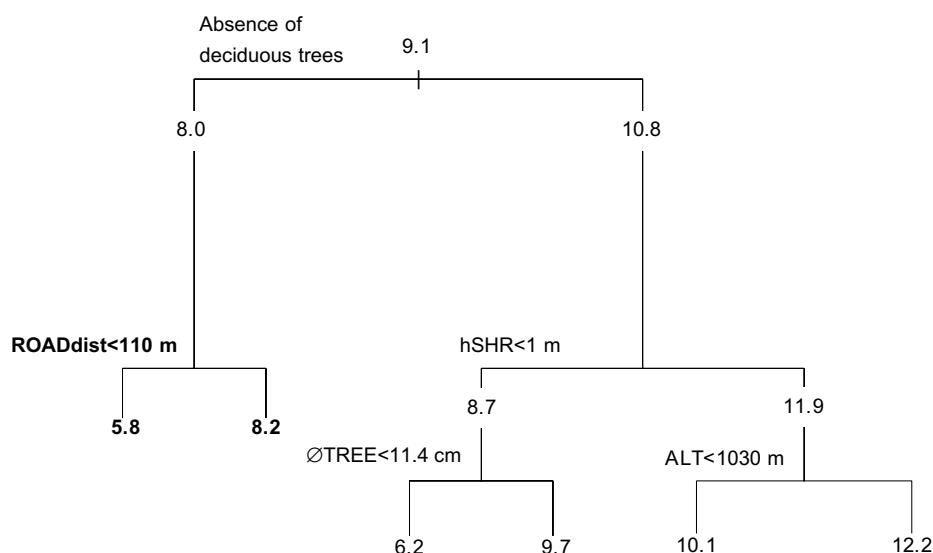 Absence of
deciduous trees
9.1
8.0
10.8
ROADdist<110 m
hSHR<1 m
5.8
8.2
8.7
11.9
∅TREE<11.4 cm
ALT<1030 m
6.2
9.7
10.1
12.2